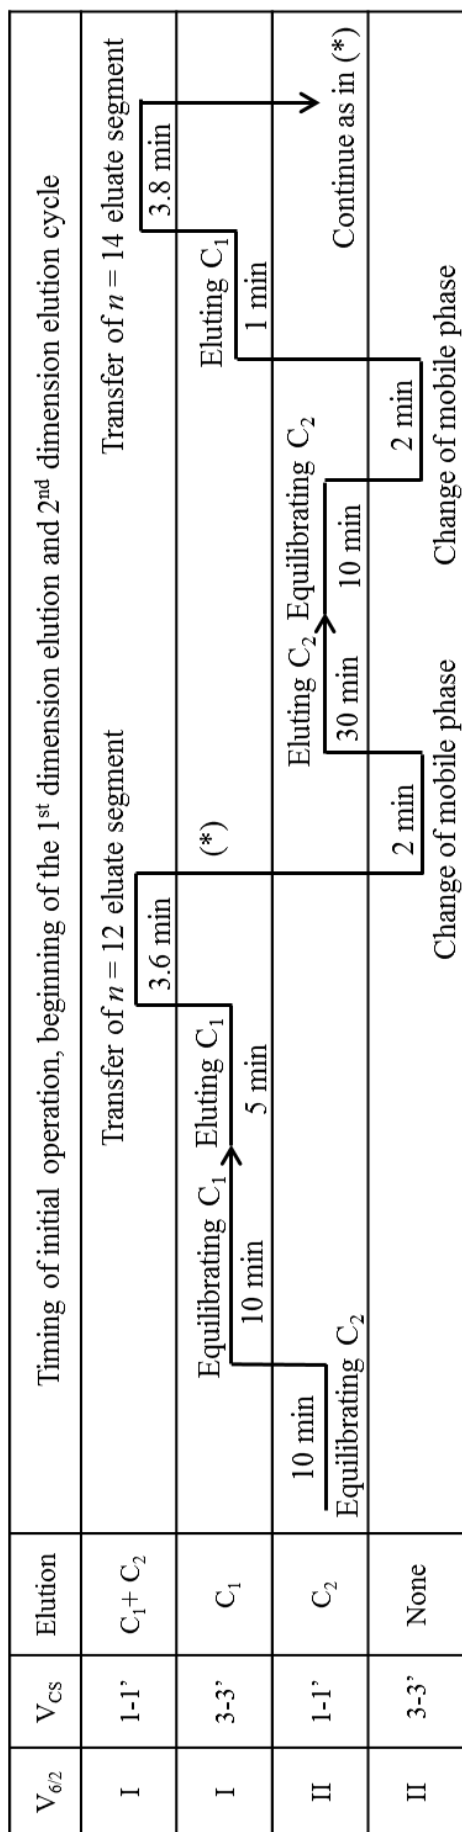 V6/2 VCS Elution Timing of initial operation, beginning of the 1st dimension elution and 2nd dimension elution cycle
I 1-1’ C1+ C2 Transfer of n = 12 eluate segment Transfer of n = 14 eluate segment
3.6 min 3.8 min
I 3-3’ C1 Equilibrating C1 Eluting C1 (*) Eluting C1
10 min 5 min 1 min
II 1-1’ C2 10 min Eluting C2 Equilibrating C2 Continue as in (*)
Equilibrating C2 30 min 10 min
II 3-3’ None 2 min 2 min
Change of mobile phase Change of mobile phase